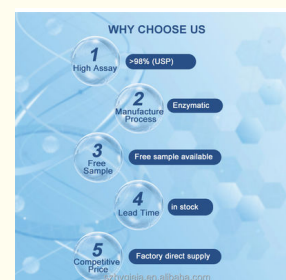 WHY CHOOSE US
1
High Assay
>98% (USP)
2
Manufacture
Process
Enzymatic
3
Free
Sample
Free sample available
4
Lead Time
in stock
5
Competitive
Price
Factory direct supply